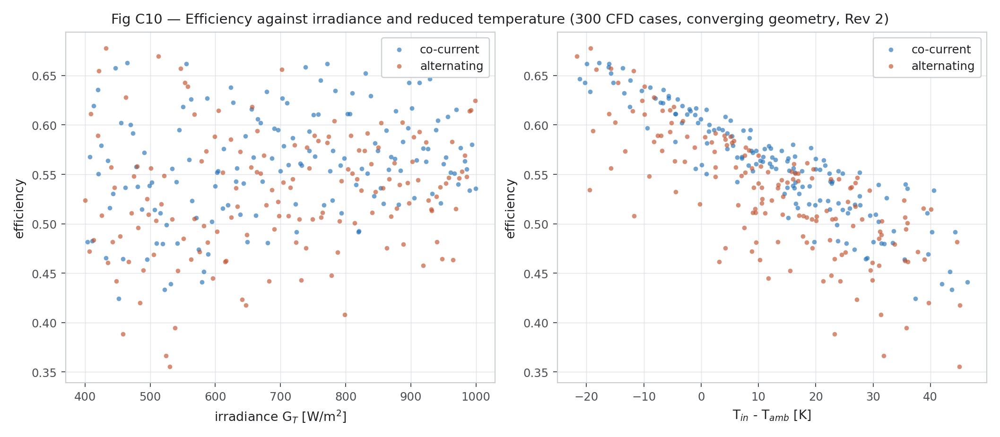 Fig C10 — Efficiency against irradiance and reduced temperature (300 CFD cases, converging geometry, Rev 2)
efficiency
0.65
0.60
0.55
0.50
0.45
0.40
0.35
400 500 600 700 800 900 1000
irradiance G_T [W/m²]
co-current
alternating
efficiency
0.65
0.60
0.55
0.50
0.45
0.40
0.35
−20 −10 0 10 20 30 40
T_in - T_amb [K]
co-current
alternating